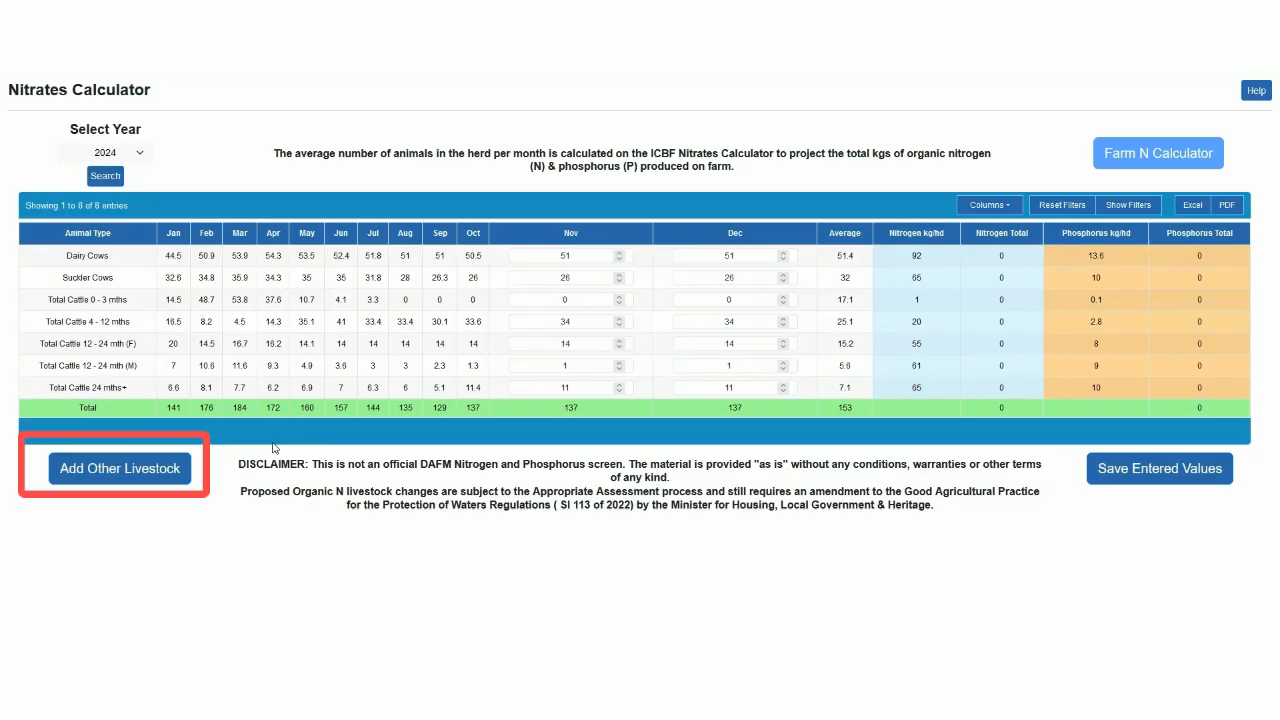 Nitrates Calculator
Help
Select Year
2024
Search
The average number of animals in the herd per month is calculated on the ICBF Nitrates Calculator to project the total kgs of organic nitrogen
(N) & phosphorus (P) produced on farm.
Farm N Calculator
Showing 1 to 8 of 8 entries
Columns
Reset Filters
Show Filters
Excel
PDF
Animal Type Jan Feb Mar Apr May Jun Jul Aug Sep Oct Nov Dec Average Nitrogen kg/hd Nitrogen Total Phosphorus kg/hd Phosphorus Total
Dairy Cows 44.5 50.9 53.9 54.3 53.5 52.4 51.8 51 51 50.5 51 51 51.4 92 0 13.6 0
Suckler Cows 32.6 34.8 35.9 34.3 35 35 31.8 28 26.3 26 26 26 32 65 0 10 0
Total Cattle 0 - 3 mths 14.5 48.7 53.8 37.6 10.7 4.1 3.3 0 0 0 0 0 17.1 1 0 0.1 0
Total Cattle 4 - 12 mths 16.5 8.2 4.5 14.3 35.1 41 33.4 33.4 30.1 33.6 34 34 25.1 20 0 2.8 0
Total Cattle 12 - 24 mth (F) 20 14.5 16.7 16.2 14.1 14 14 14 14 14 14 14 15.2 55 0 8 0
Total Cattle 12 - 24 mth (M) 7 10.6 11.6 9.3 4.9 3.6 3 3 2.3 1.3 1 1 5.6 61 0 9 0
Total Cattle 24 mths+ 6.6 8.1 7.7 6.2 6.9 7 6.3 6 5.1 11.4 11 11 7.1 65 0 10 0
Total 141 176 184 172 160 157 144 135 129 137 137 137 153 0 0
Add Other Livestock
DISCLAIMER: This is not an official DAFM Nitrogen and Phosphorus screen. The material is provided "as is" without any conditions, warranties or other terms
of any kind.
Proposed Organic N livestock changes are subject to the Appropriate Assessment process and still requires an amendment to the Good Agricultural Practice
for the Protection of Waters Regulations ( SI 113 of 2022) by the Minister for Housing, Local Government & Heritage.
Save Entered Values